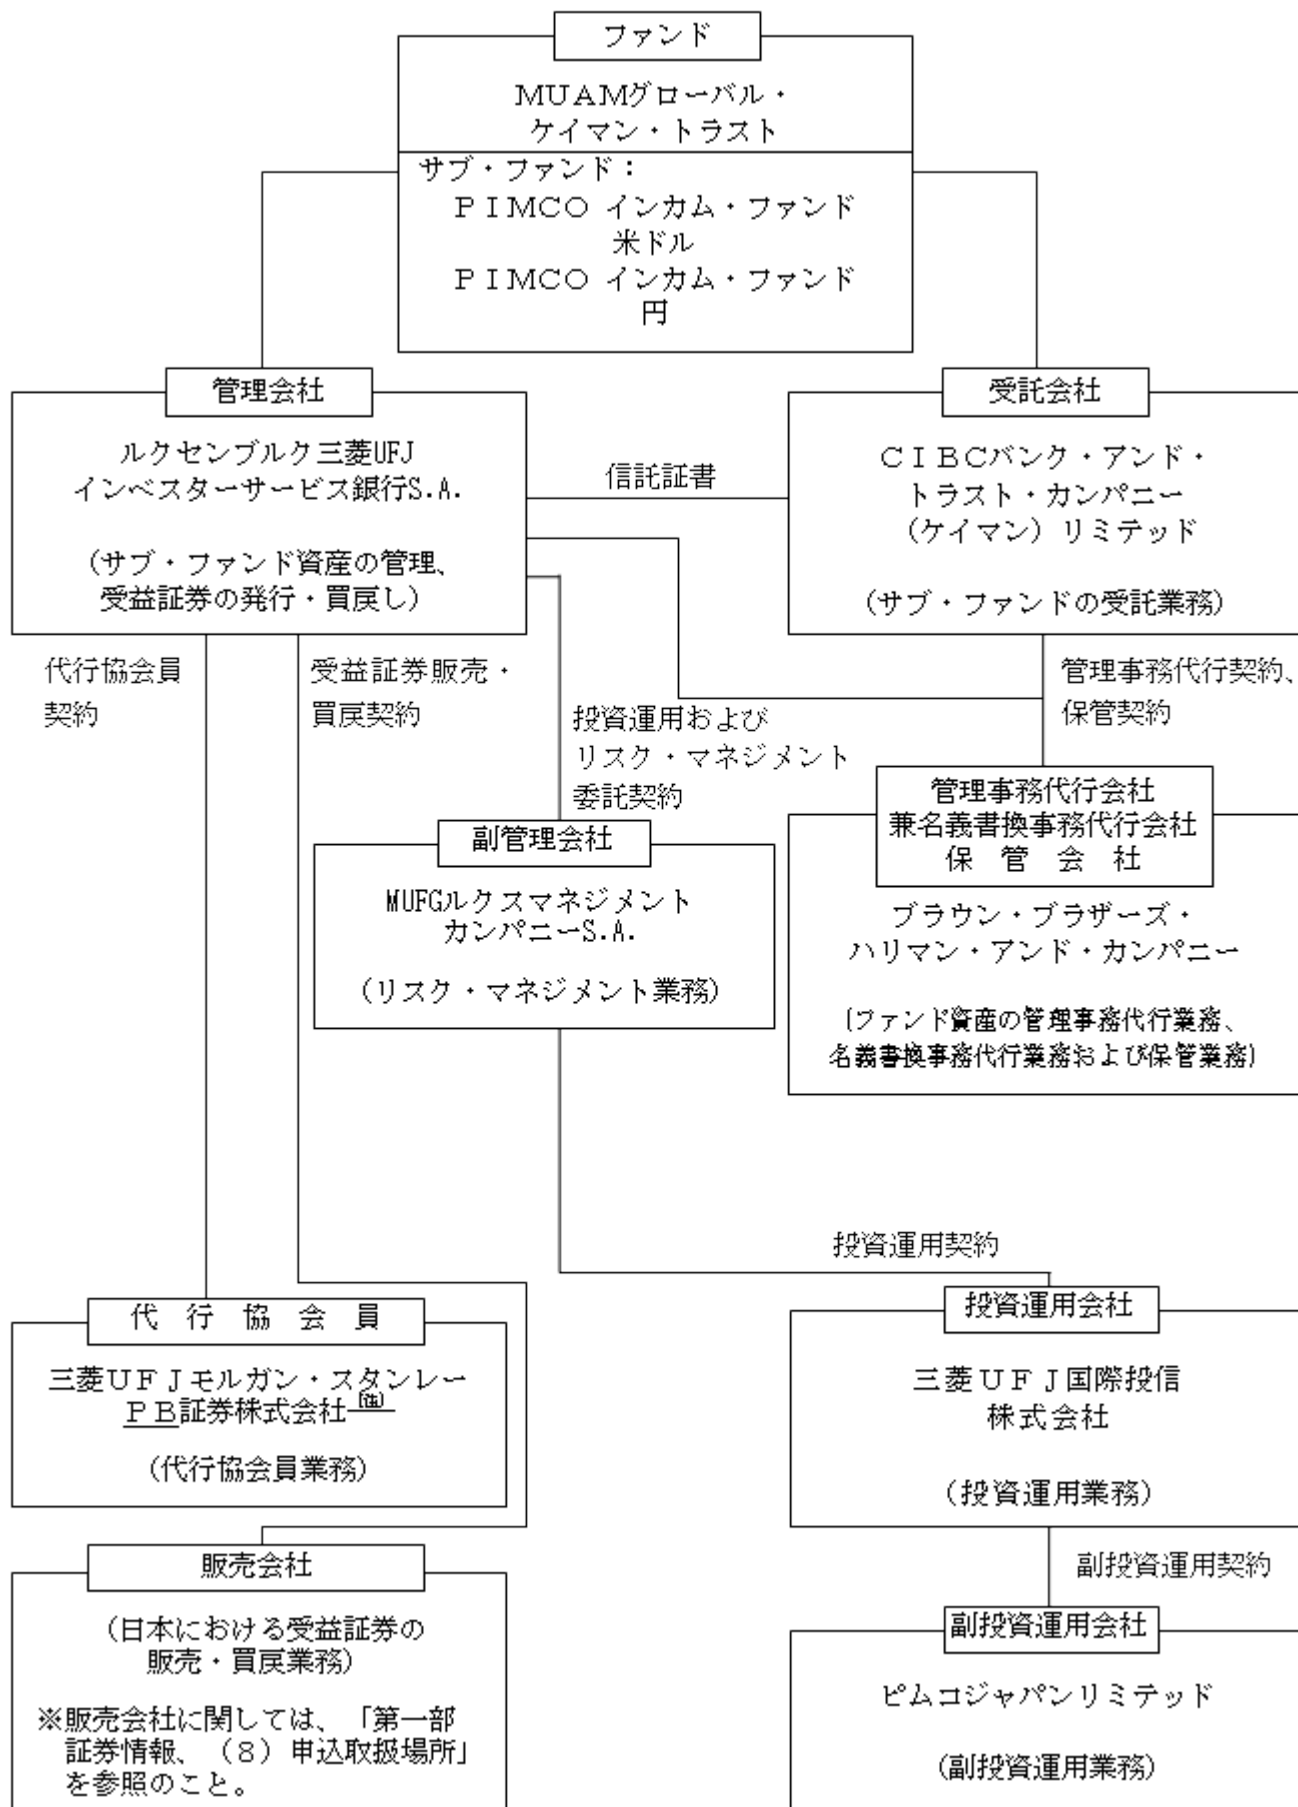 ファンド
MUAMグローバル・
ケイマン・トラスト
サブ・ファンド：
ＰＩＭＣＯ インカム・ファンド
米ドル
ＰＩＭＣＯ インカム・ファンド
円
管理会社
ルクセンブルク三菱UFJ
インベスターサービス銀行S.A.
（サブ・ファンド資産の管理、
受益証券の発行・買戻し）
信託証書
受託会社
ＣＩＢＣバンク・アンド・
トラスト・カンパニー
（ケイマン）リミテッド
（サブ・ファンドの受託業務）
代行協会員
契約
受益証券販売・
買戻契約
投資運用および
リスク・マネジメント
委託契約
管理事務代行契約、
保管契約
副管理会社
MUFGルクスマネジメント
カンパニーS.A.
（リスク・マネジメント業務）
管理事務代行会社
兼名義書換事務代行会社
保　管　会　社
ブラウン・ブラザーズ・
ハリマン・アンド・カンパニー
（ファンド資産の管理事務代行業務、
名義書換事務代行業務および保管業務）
投資運用契約
代　行　協　会　員
三菱ＵＦＪモルガン・スタンレー
ＰＢ証券株式会社（注）
（代行協会員業務）
投資運用会社
三菱ＵＦＪ国際投信
株式会社
（投資運用業務）
販売会社
（日本における受益証券の
販売・買戻業務）
※販売会社に関しては、「第一部
証券情報、（８）申込取扱場所」
を参照のこと。
副投資運用契約
副投資運用会社
ピムコジャパンリミテッド
（副投資運用業務）